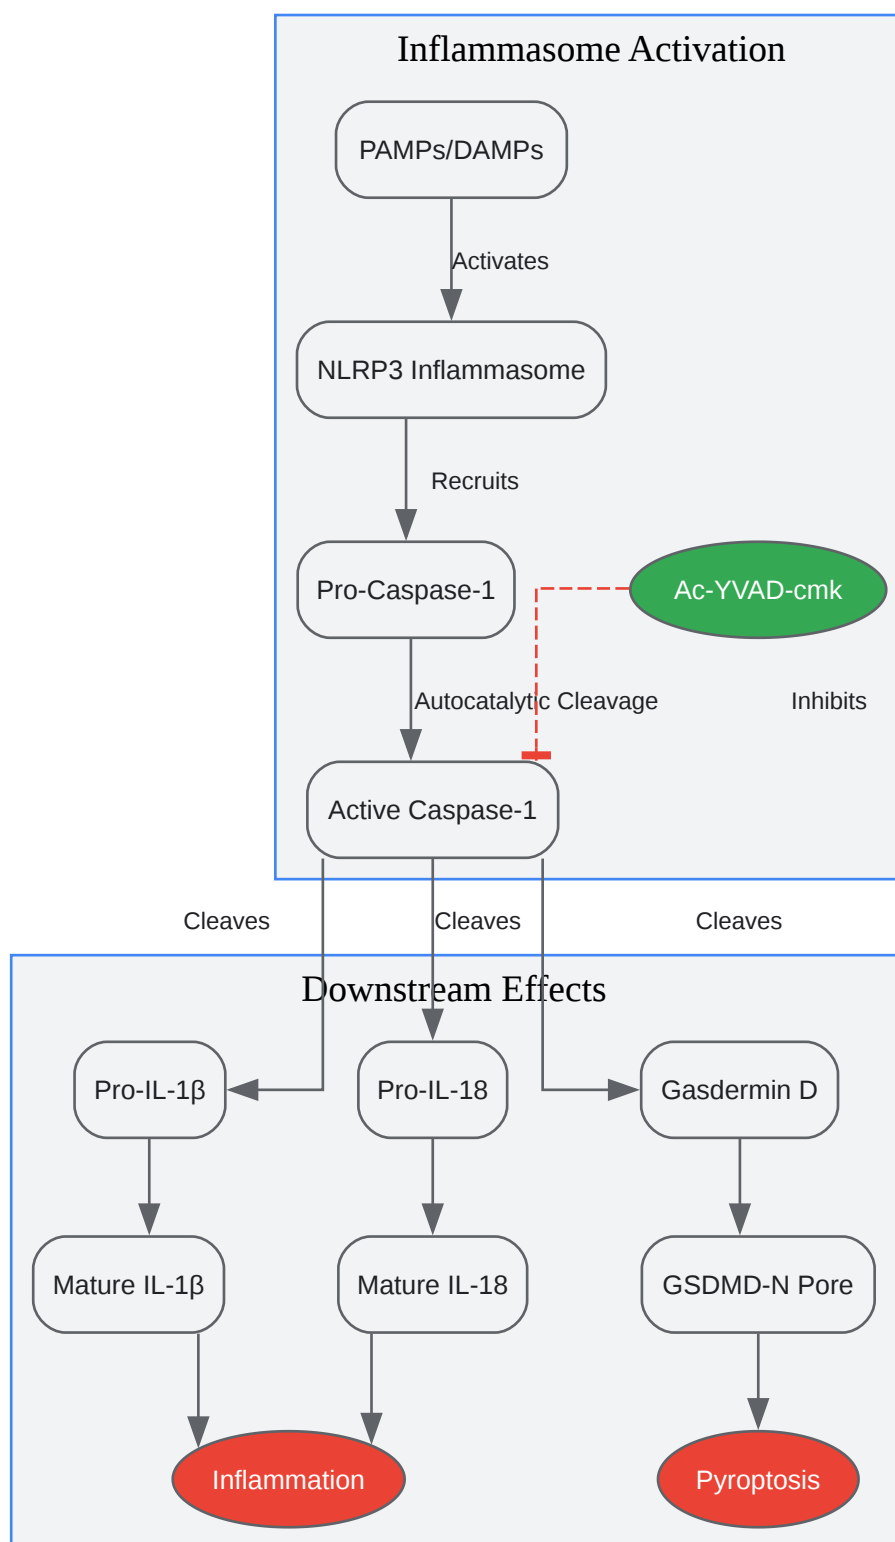 Inflammasome Activation
PAMPs/DAMPs
Activates
NLRP3 Inflammasome
Recruits
Pro-Caspase-1
Ac-YVAD-cmk
Autocatalytic Cleavage
Inhibits
Active Caspase-1
Cleaves
Cleaves
Cleaves
Downstream Effects
Pro-IL-1β
Pro-IL-18
Gasdermin D
Mature IL-1β
Mature IL-18
GSDMD-N Pore
Inflammation
Pyroptosis